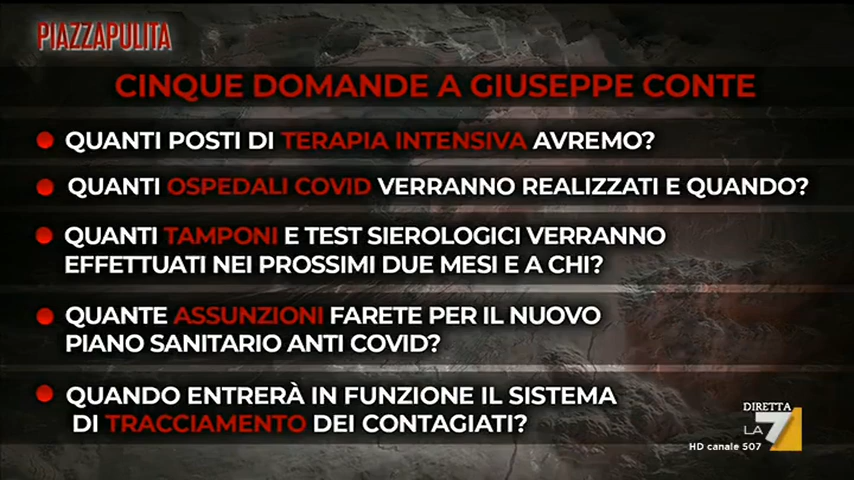 PIAZZAPULITA
CINQUE DOMANDE A GIUSEPPE CONTE
QUANTI POSTI DI TERAPIA INTENSIVA AVREMO?
QUANTI OSPEDALI COVID VERRANNO REALIZZATI E QUANDO?
QUANTI TAMPONI E TEST SIEROLOGICI VERRANNO
EFFETTUATI NEI PROSSIMI DUE MESI E A CHI?
QUANTE ASSUNZIONI FARETE PER IL NUOVO
PIANO SANITARIO ANTI COVID?
QUANDO ENTRERÀ IN FUNZIONE IL SISTEMA
DI TRACCIAMENTO DEI CONTAGIATI?
DIRETTA
LA 7
HD canale 507